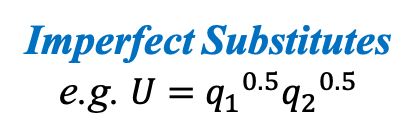 Imperfect Substitutes
e.g. U = q₁^0.5 q₂^0.5